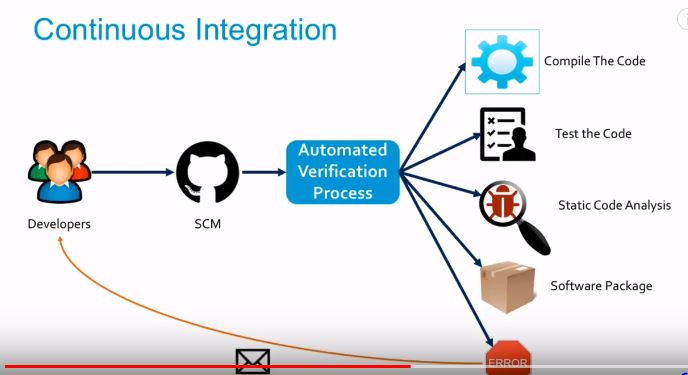 Continuous Integration
Compile The Code
Automated
Verification
Process
Test the Code
Developers
SCM
Static Code Analysis
Software Package
ERROR